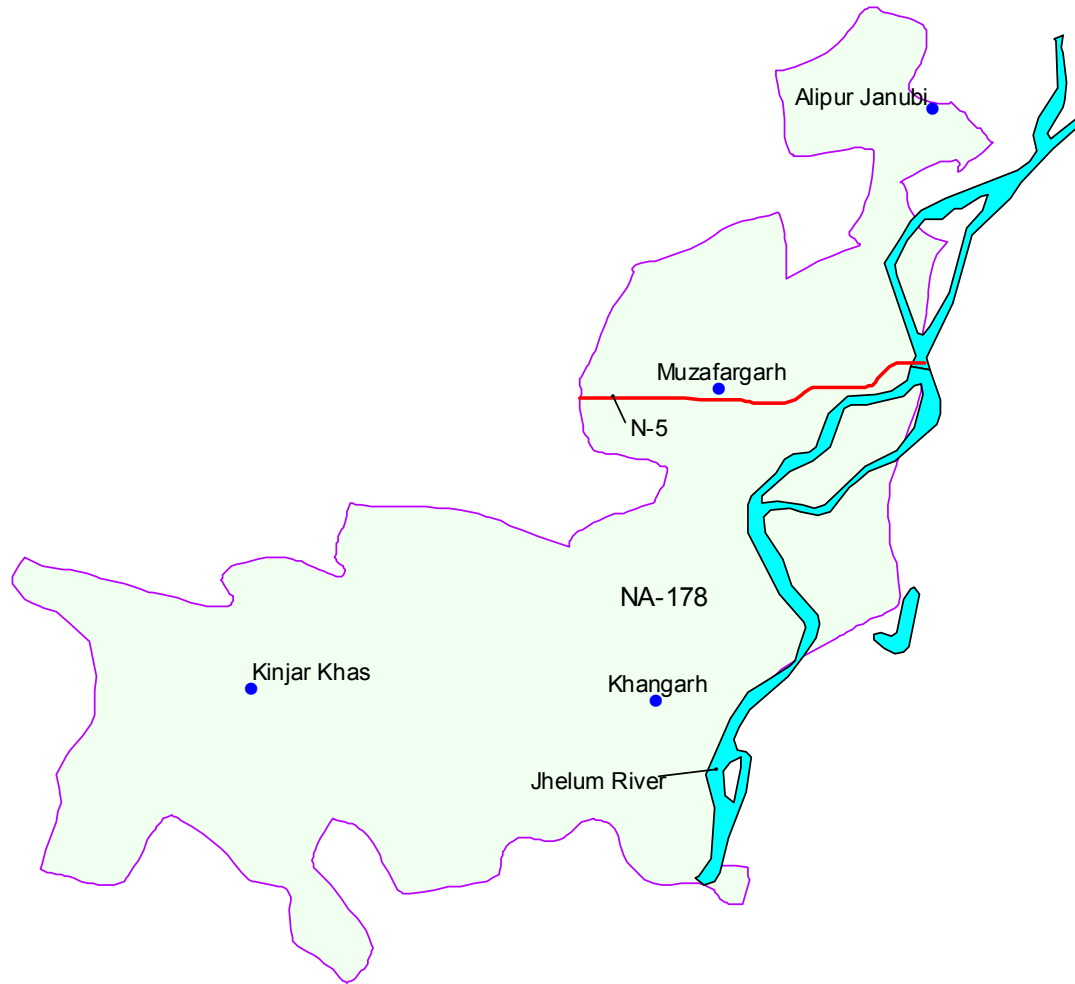 Alipur Janubi
Muzafargarh
N-5
NA-178
Kinjar Khas
Khangarh
Jhelum River